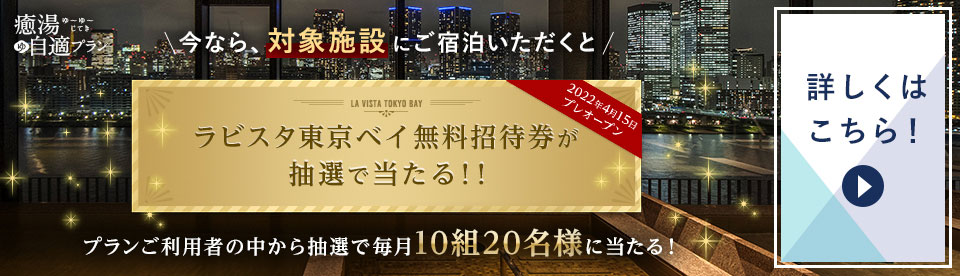 癒湯
ゆーゆー
じてき
ゆ自適プラン
\ 今なら、対象施設にご宿泊いただくと /
LA VISTA TOKYO BAY
2022年4月15日
プレオープン
ラビスタ東京ベイ無料招待券が
抽選で当たる!!
プランご利用者の中から抽選で毎月10組20名様に当たる!
詳しくは
こちら!